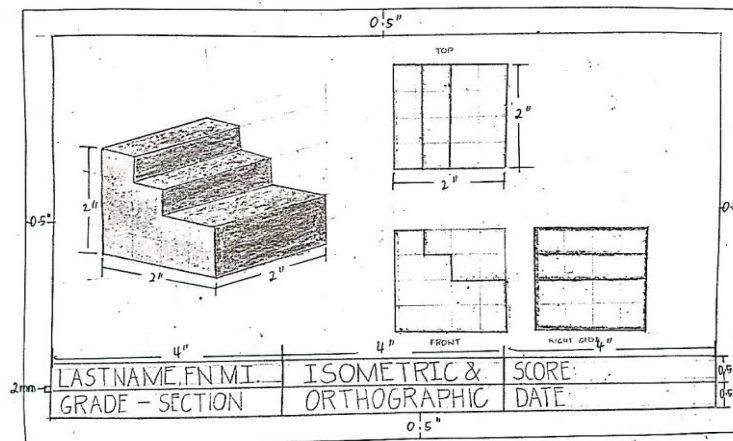 0.5"
TOP
2"
2"
2"
0.5"
2"
2"
FRONT
RIGHT SIDE
4"
4"
4"
LASTNAME, FN M.I.
ISOMETRIC &
SCORE:
0.5
2mm
GRADE - SECTION
ORTHOGRAPHIC
DATE
0.5
0.5"